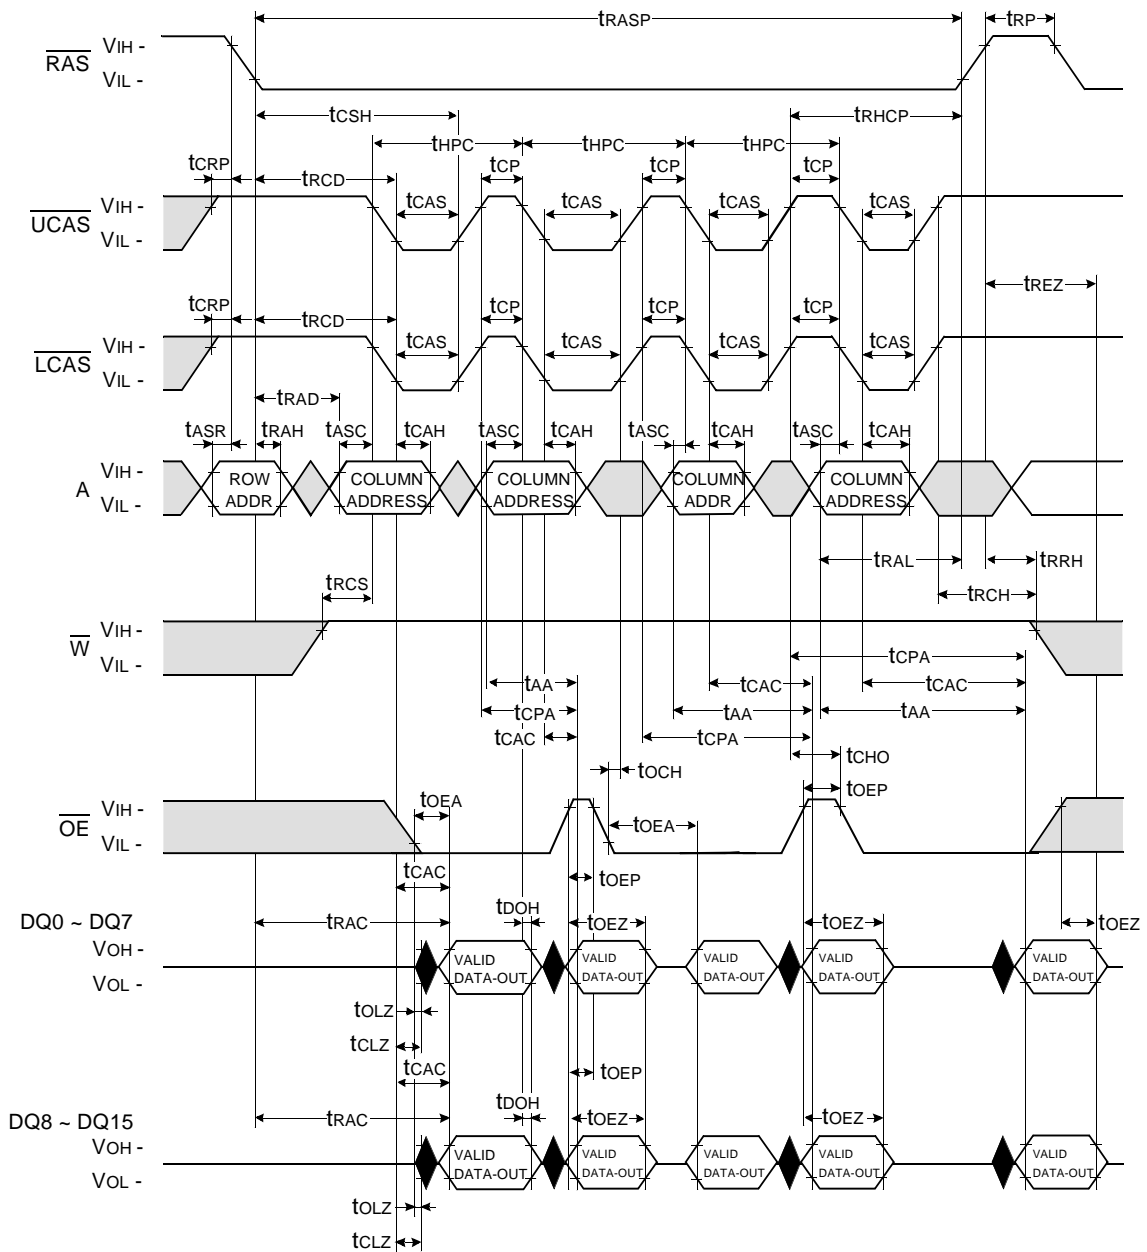 tRASP tRP
RAS VIH -
VIL -
tCSH tRHCP
tHPC tHPC tHPC
tCRP tRCD tCP tCP tCP
UCAS VIH - tCAS tCAS tCAS tCAS
VIL -
tREZ
tCRP tRCD tCP tCP tCP
LCAS VIH - tCAS tCAS tCAS tCAS
VIL -
tRAD
tASR tRAH tASC tCAH tASC tCAH tASC tCAH tASC tCAH
A VIH - ROW COLUMN COLUMN COLUMN COLUMN
VIL - ADDR ADDRESS ADDRESS ADDR ADDRESS
tRAL tRRH
tRCS tRCH
W VIH -
VIL -
tCPA
tAA tCAC tCAC
tCPA tAA tAA
tCAC tCPA
tOCH tCHO
tOEP
OE VIH - tOEA tOEA
VIL -
tCAC tOEP
DQ0 ~ DQ7 tRAC tDOH tOEZ tOEZ tOEZ
VOH - VALID VALID VALID VALID VALID
VOL - DATA-OUT DATA-OUT DATA-OUT DATA-OUT DATA-OUT
tOLZ
tCLZ
tCAC tOEP
DQ8 ~ DQ15 tRAC tDOH tOEZ tOEZ
VOH - VALID VALID VALID VALID VALID
VOL - DATA-OUT DATA-OUT DATA-OUT DATA-OUT DATA-OUT
tOLZ
tCLZ